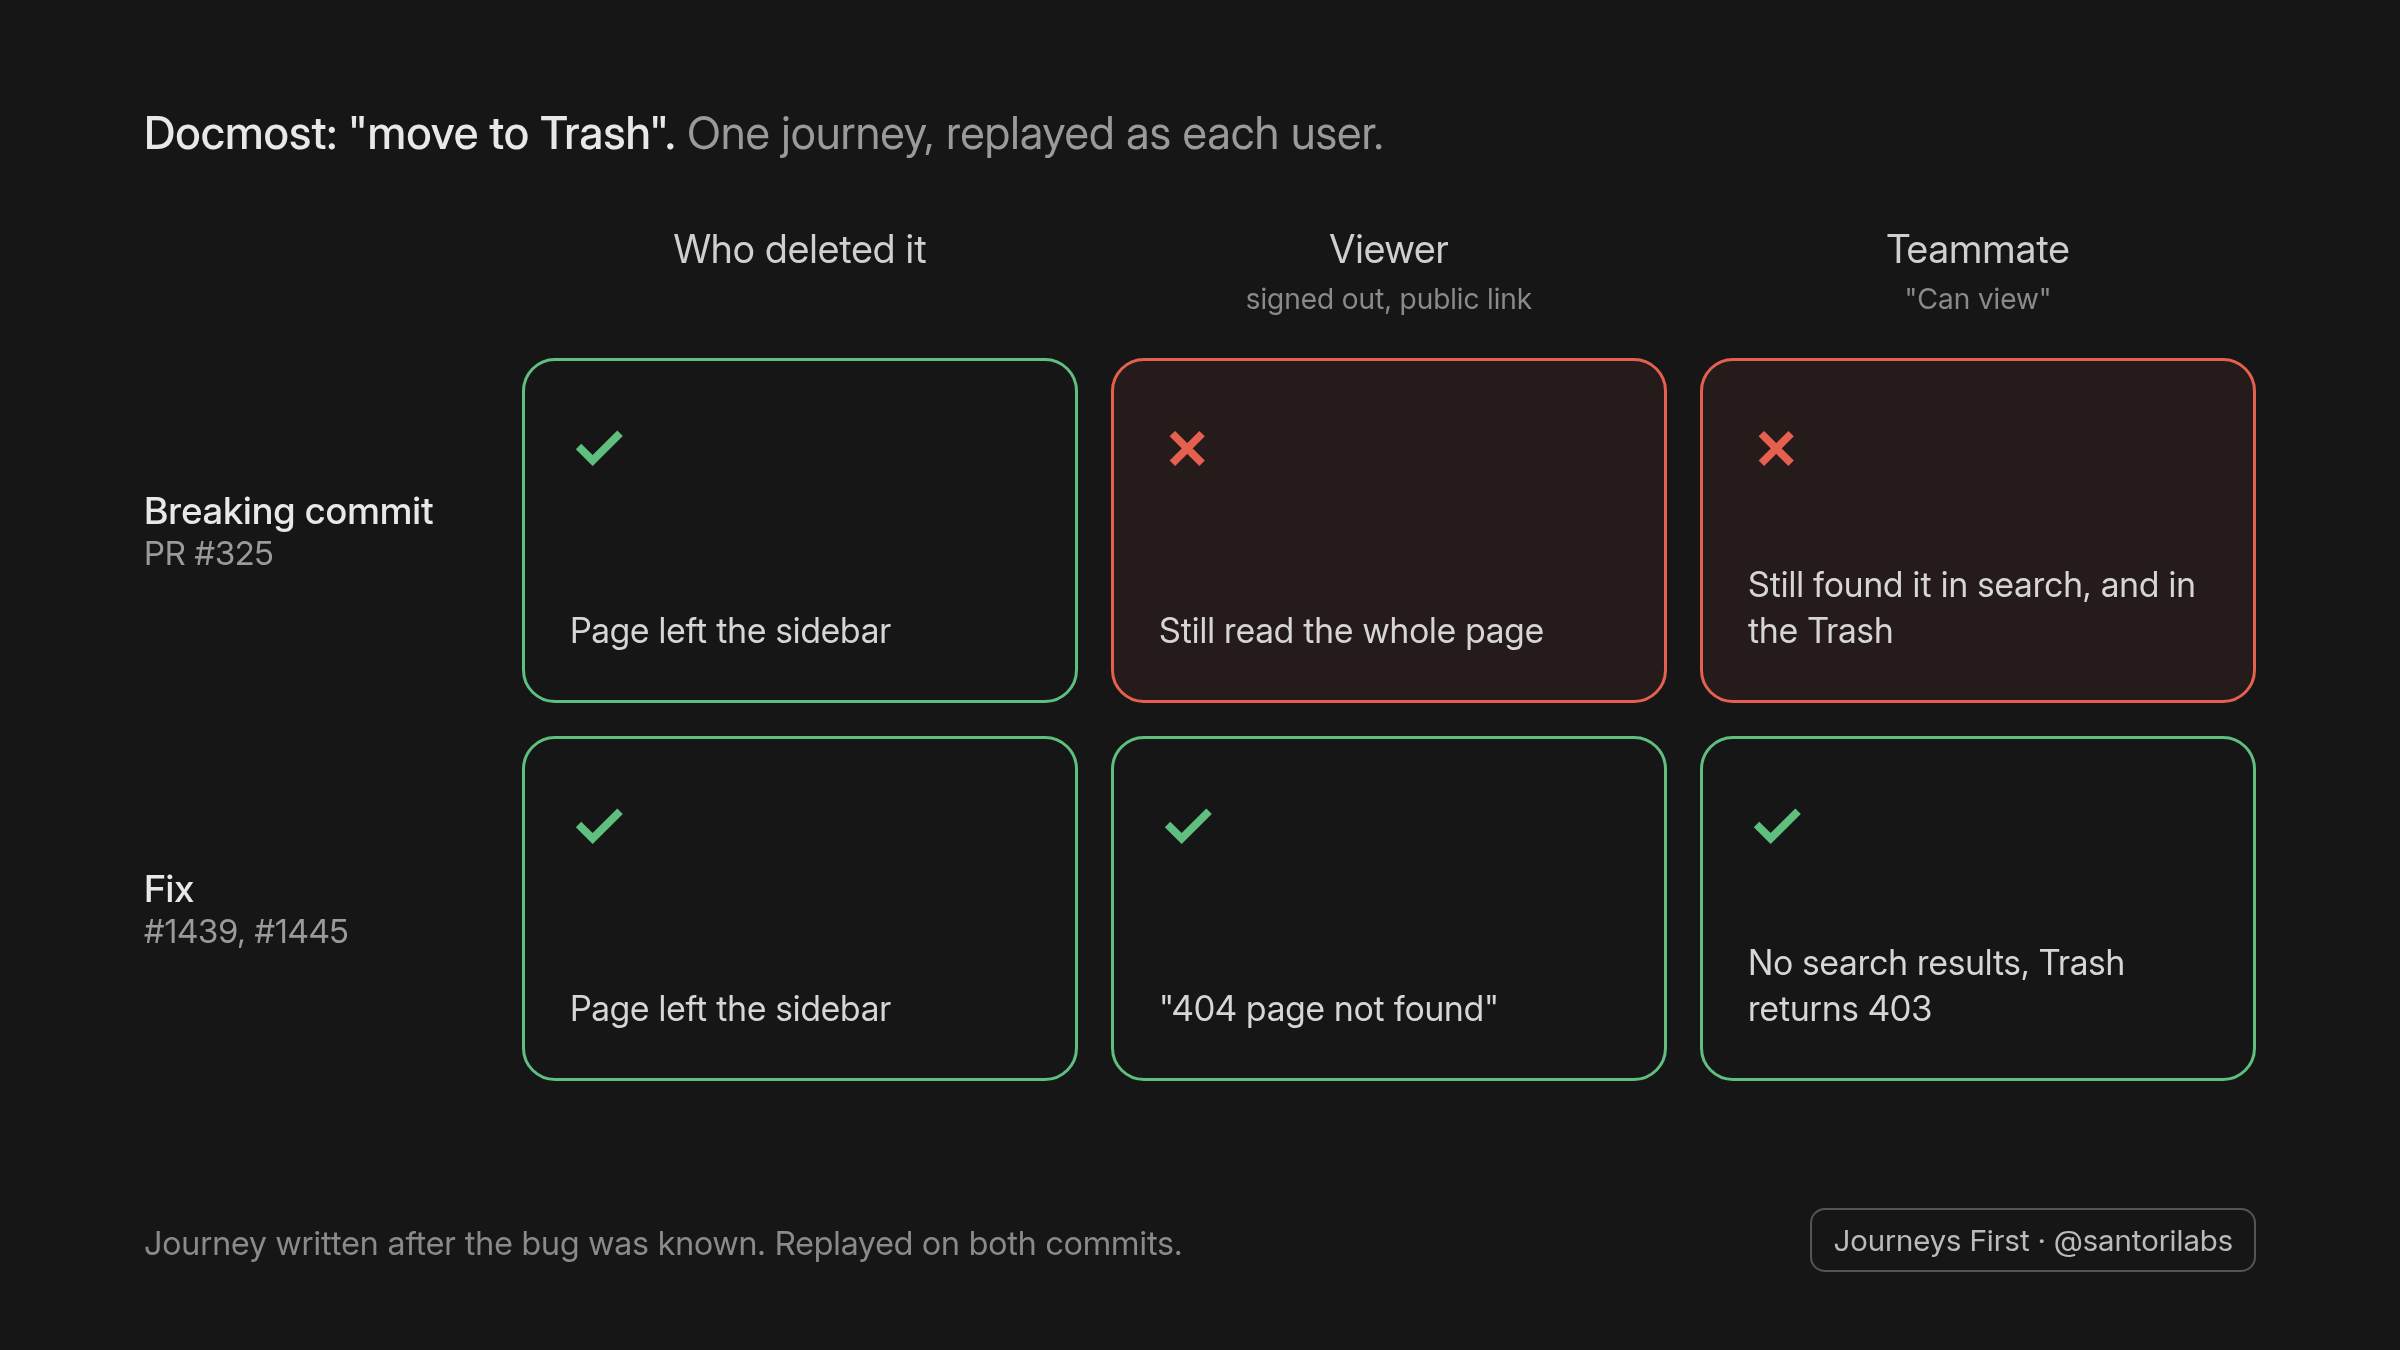 Docmost: "move to Trash". One journey, replayed as each user.
Who deleted it
Viewer
signed out, public link
Teammate
"Can view"
Breaking commit
PR #325
Page left the sidebar
Still read the whole page
Still found it in search, and in
the Trash
Fix
#1439, #1445
Page left the sidebar
"404 page not found"
No search results, Trash
returns 403
Journey written after the bug was known. Replayed on both commits.
Journeys First · @santorilabs